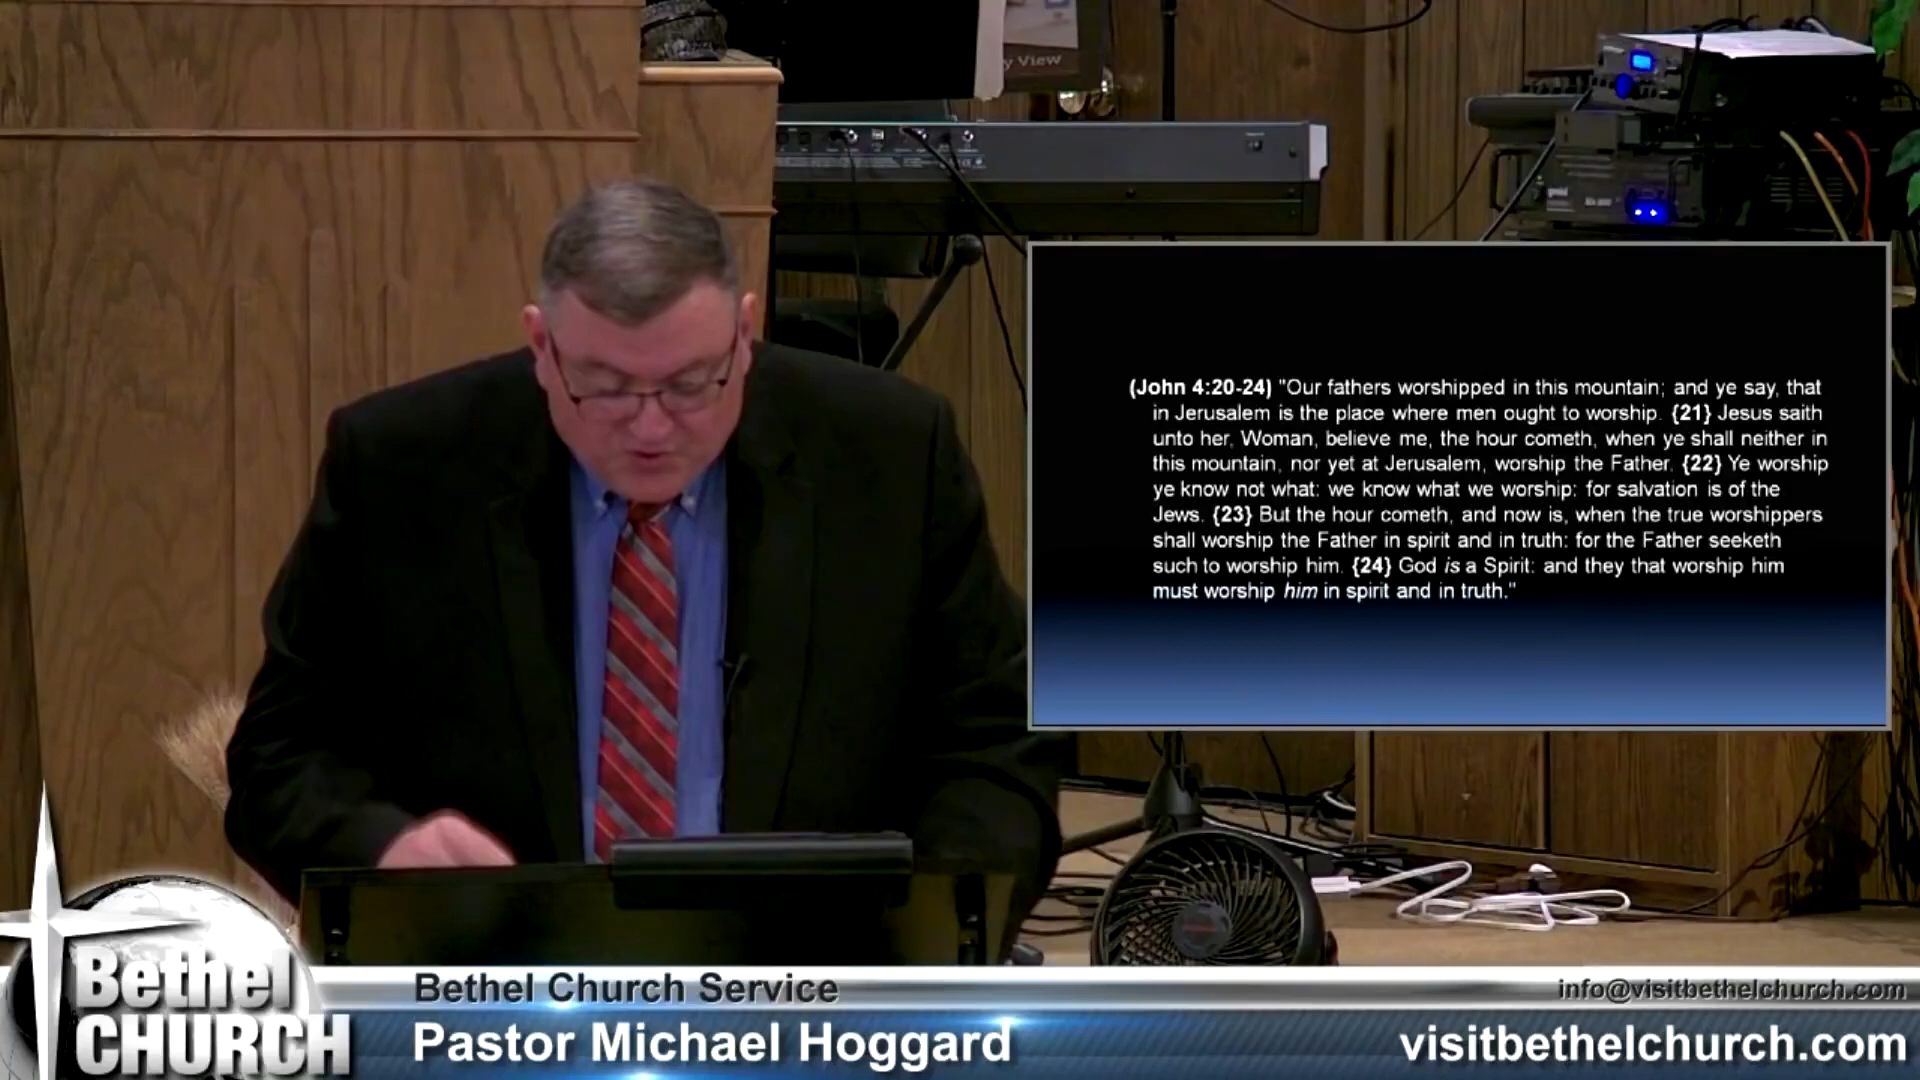 y View
(John 4:20-24) "Our fathers worshipped in this mountain; and ye say, that
in Jerusalem is the place where men ought to worship. {21} Jesus saith
unto her, Woman, believe me, the hour cometh, when ye shall neither in
this mountain, nor yet at Jerusalem, worship the Father. {22} Ye worship
ye know not what: we know what we worship: for salvation is of the
Jews. {23} But the hour cometh, and now is, when the true worshippers
shall worship the Father in spirit and in truth: for the Father seeketh
such to worship him. {24} God is a Spirit: and they that worship him
must worship him in spirit and in truth."
Bethel
CHURCH
Bethel Church Service
info@visitbethelchurch.com
Pastor Michael Hoggard
visitbethelchurch.com